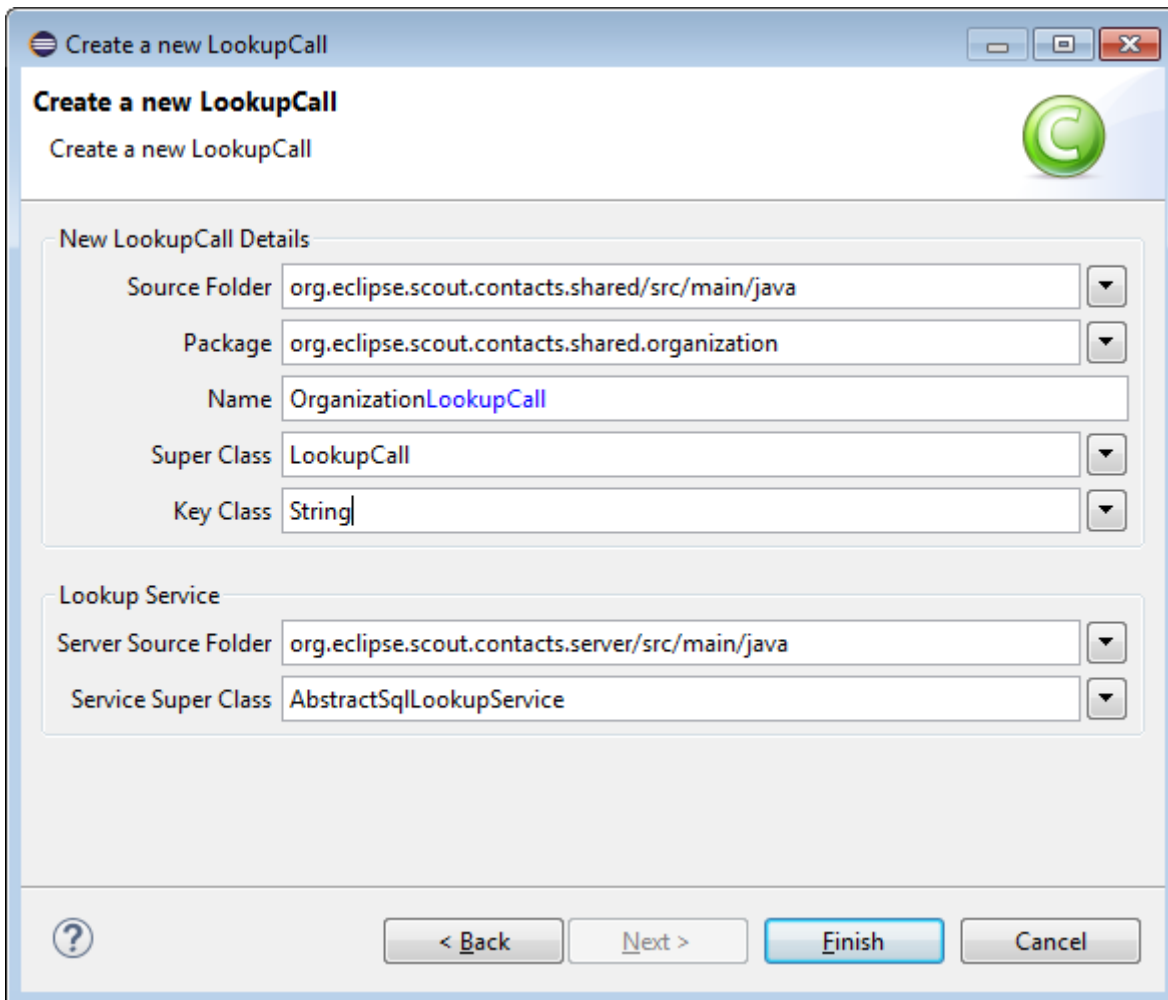 Create a new LookupCall
Create a new LookupCall
Create a new LookupCall
New LookupCall Details
Source Folder org.eclipse.scout.contacts.shared/src/main/java
Package org.eclipse.scout.contacts.shared.organization
Name OrganizationLookupCall
Super Class LookupCall
Key Class String
Lookup Service
Server Source Folder org.eclipse.scout.contacts.server/src/main/java
Service Super Class AbstractSqlLookupService
? < Back Next > Finish Cancel